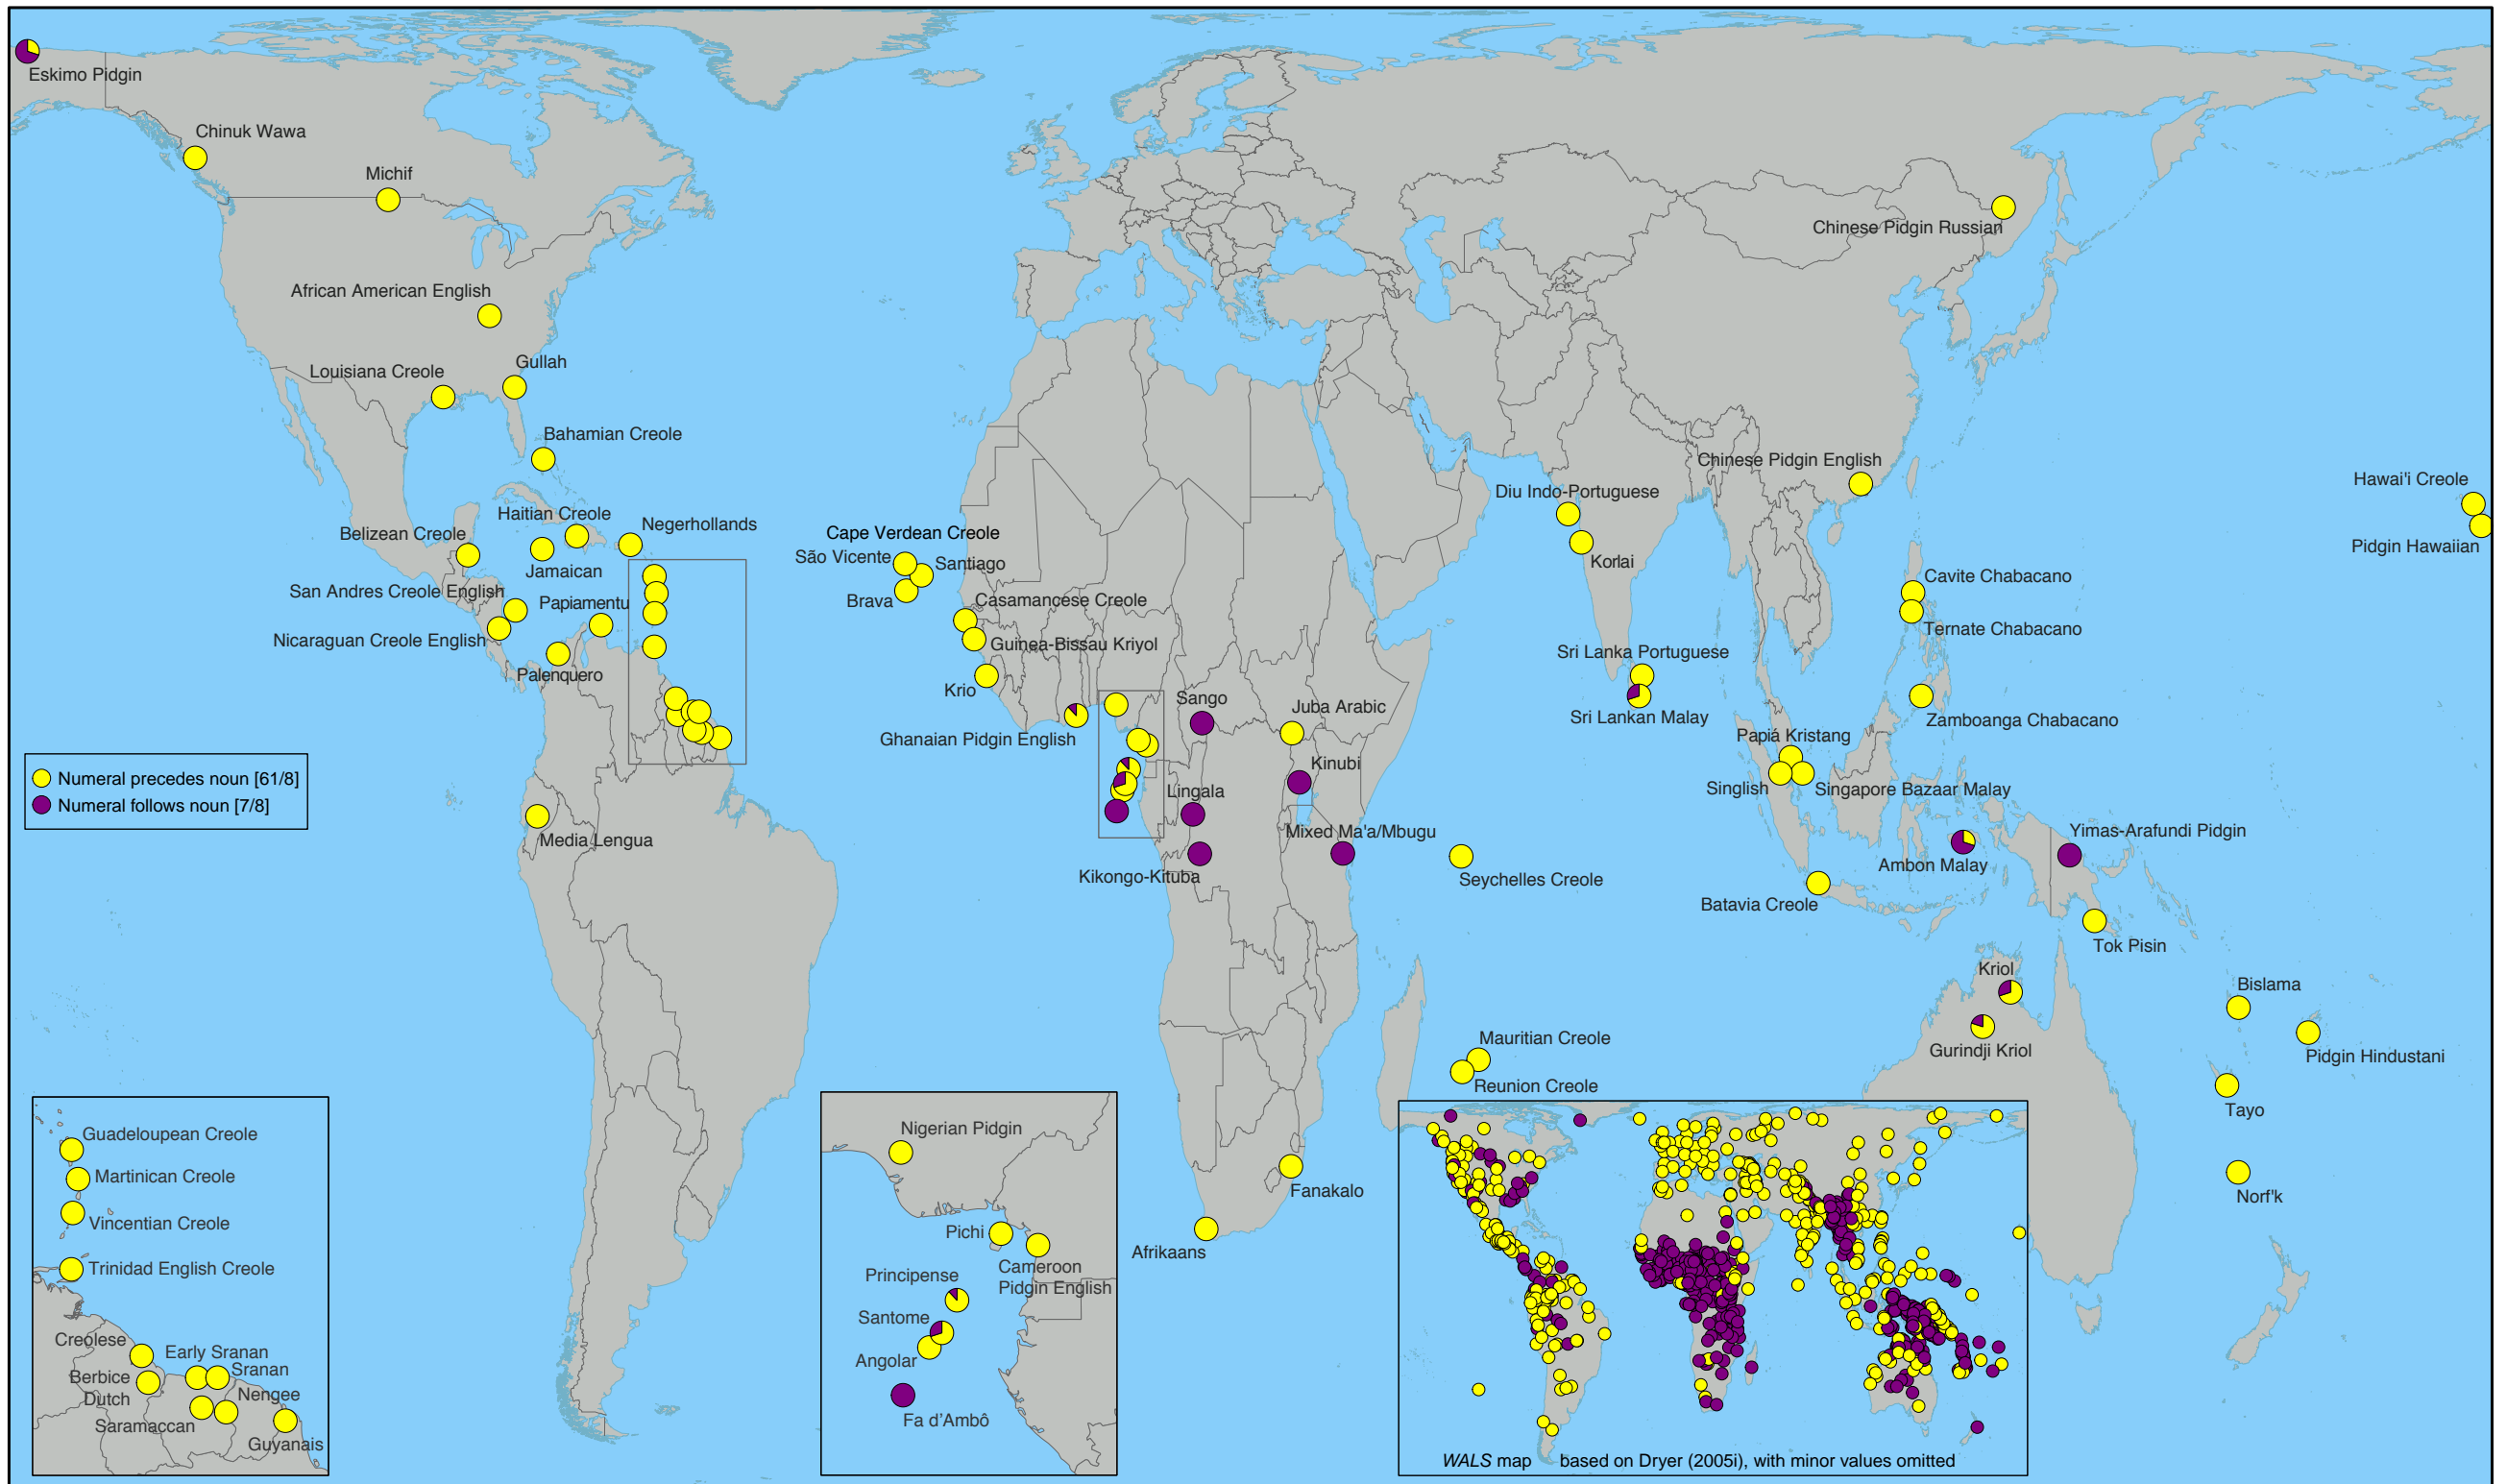 Eskimo Pidgin
Chinuk Wawa
Michif
Chinese Pidgin Russian
African American English
Gullah
Louisiana Creole
Bahamian Creole
Chinese Pidgin English
Hawai'i Creole
Diu Indo-Portuguese
Haitian Creole
Negerhollands
Belizean Creole
Cape Verdean Creole
São Vicente
Santiago
Brava
Korlai
Pidgin Hawaiian
Jamaican
San Andres Creole English
Papiamentu
Casamancese Creole
Cavite Chabacano
Nicaraguan Creole English
Guinea-Bissau Kriyol
Ternate Chabacano
Palenquero
Krio
Sri Lanka Portuguese
Sango
Juba Arabic
Sri Lankan Malay
Zamboanga Chabacano
Ghanaian Pidgin English
Papiá Kristang
Kinubi
Numeral precedes noun [61/8]
Numeral follows noun [7/8]
Lingala
Singlish
Singapore Bazaar Malay
Media Lengua
Mixed Ma'a/Mbugu
Yimas-Arafundi Pidgin
Ambon Malay
Kikongo-Kituba
Seychelles Creole
Batavia Creole
Tok Pisin
Kriol
Bislama
Mauritian Creole
Gurindji Kriol
Pidgin Hindustani
Reunion Creole
Tayo
Fanakalo
Norf'k
Afrikaans
Guadeloupean Creole
Martinican Creole
Vincentian Creole
Trinidad English Creole
Creolese
Early Sranan
Sranan
Berbice
Dutch
Nengee
Saramaccan
Guyanais
Nigerian Pidgin
Pichi
Cameroon
Pidgin English
Principense
Santome
Angolar
Fa d'Ambô
WALS map based on Dryer (2005i), with minor values omitted